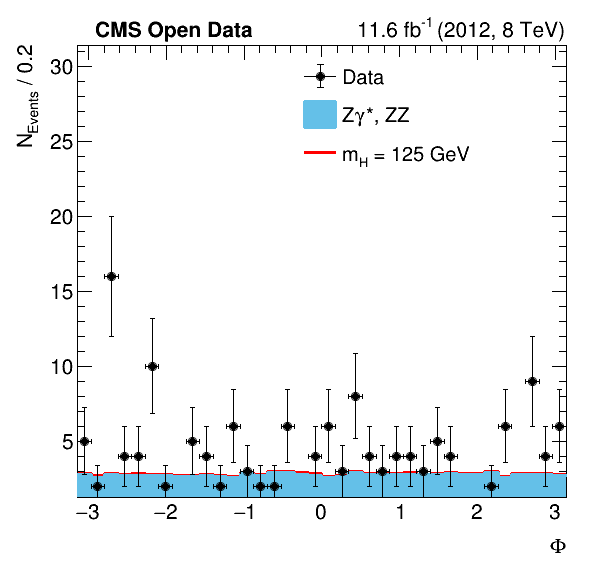 CMS Open Data
11.6 fb⁻¹ (2012, 8 TeV)
N_Events / 0.2
30
25
20
15
10
5
Data
Zγ*, ZZ
m_H = 125 GeV
−3 −2 −1 0 1 2 3
Φ